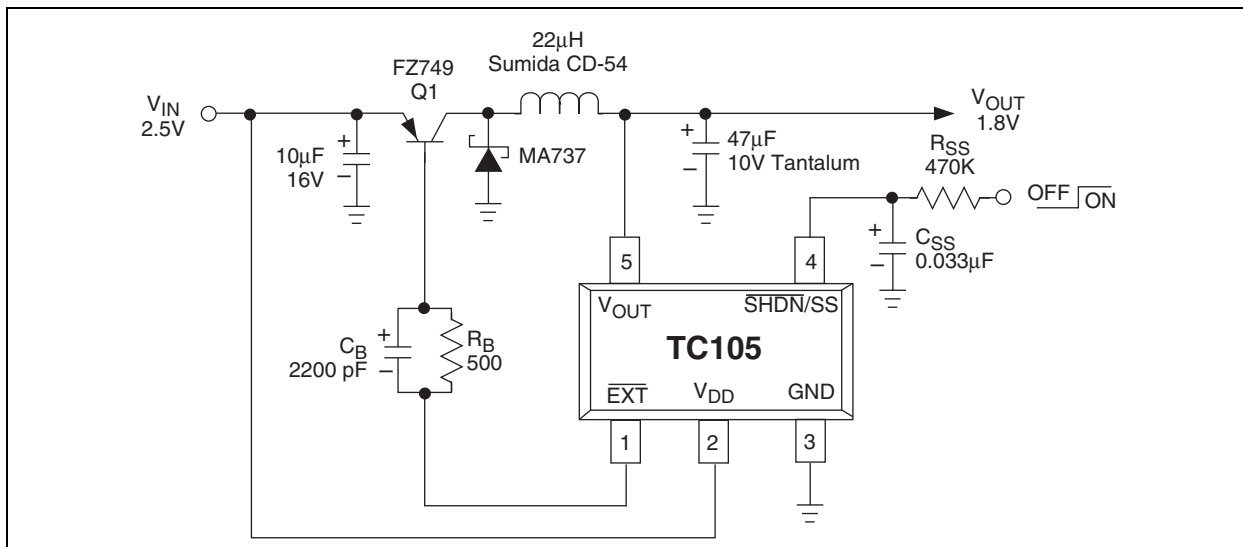 22µH
Sumida CD-54
FZ749
Q1
VIN
2.5V
VOUT
1.8V
+
10µF
16V
–
MA737
+
47µF
10V Tantalum
–
RSS
470K
OFF ON
+
CSS
0.033µF
–
5
4
VOUT
SHDN/SS
TC105
+
CB
2200 pF
–
RB
500
EXT
VDD
GND
1
2
3